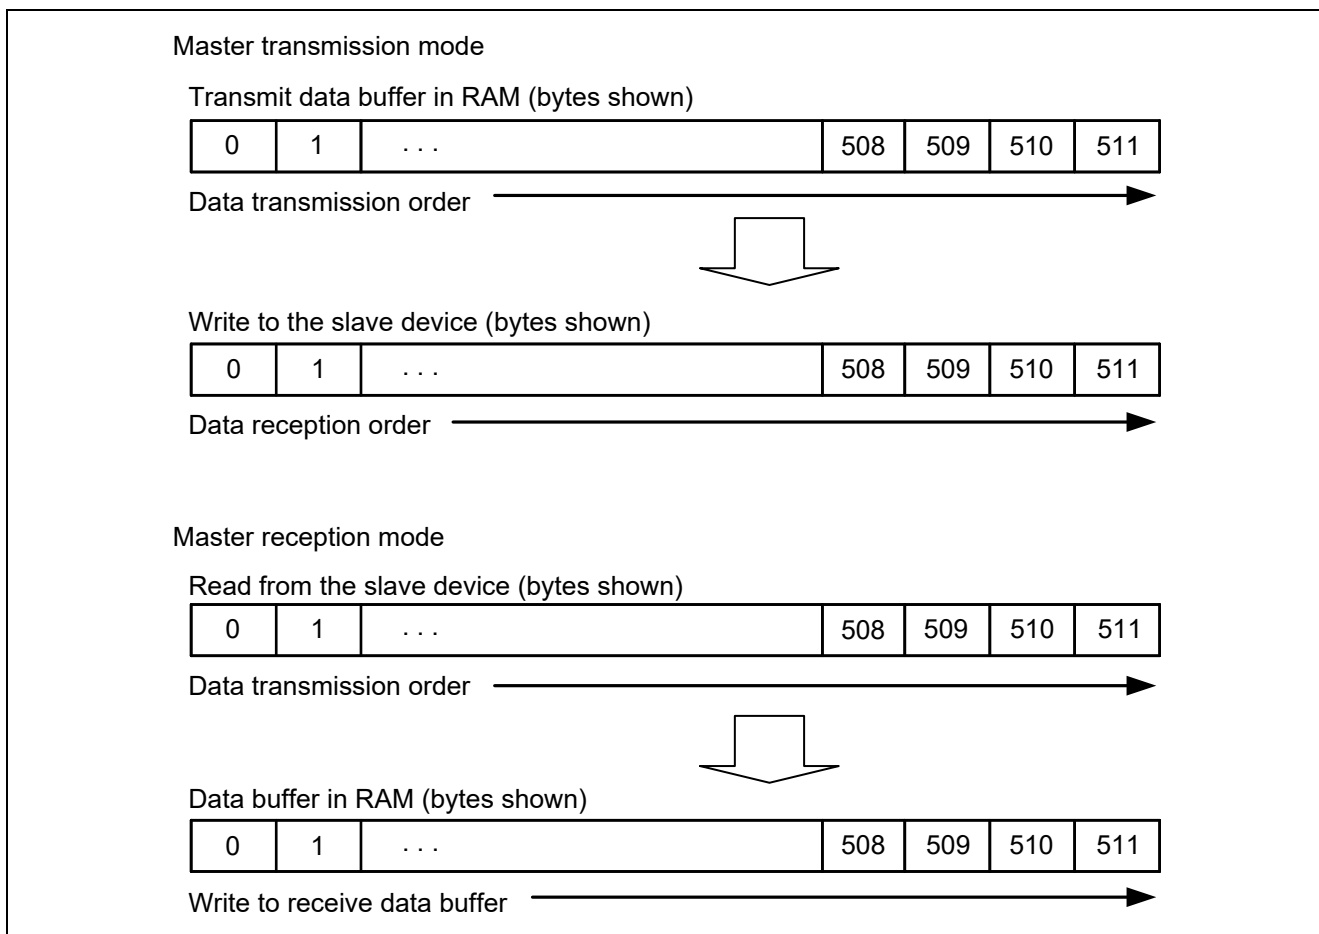 Master transmission mode
Transmit data buffer in RAM (bytes shown)
0 1 . . . 508 509 510 511
Data transmission order
Write to the slave device (bytes shown)
0 1 . . . 508 509 510 511
Data reception order
Master reception mode
Read from the slave device (bytes shown)
0 1 . . . 508 509 510 511
Data transmission order
Data buffer in RAM (bytes shown)
0 1 . . . 508 509 510 511
Write to receive data buffer